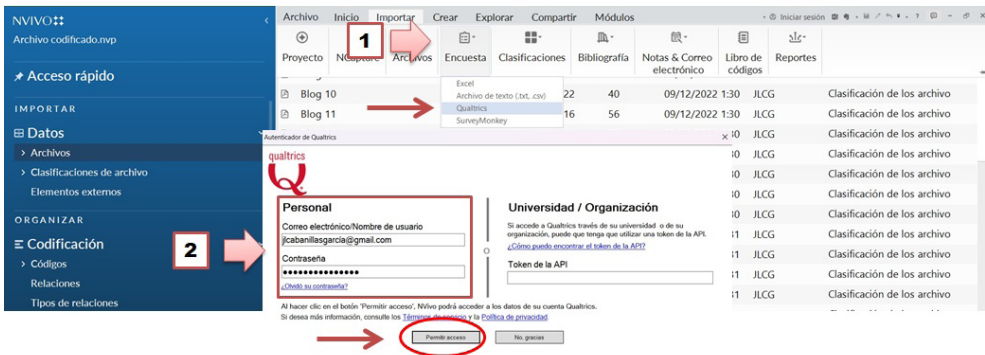 NVIVO
Archivo codificado.nvp
Acceso rápido
IMPORTAR
Datos
> Archivos
> Clasificaciones de archivo
Elementos externos
ORGANIZAR
Codificación
> Códigos
Relaciones
Tipos de relaciones
Archivo Inicio Importar Crear Explorar Compartir Módulos
Iniciar sesión
1
Proyecto NCapture Archivos Encuesta Clasificaciones Bibliografía Notas & Correo electrónico Libro de códigos Reportes
Excel
Archivo de texto (.txt, .csv)
Qualtrics
SurveyMonkey
Blog 10 22 40 09/12/2022 1:30 JLCG Clasificación de los archivo
Blog 11 16 56 09/12/2022 1:30 JLCG Clasificación de los archivo
30 JLCG Clasificación de los archivo
30 JLCG Clasificación de los archivo
30 JLCG Clasificación de los archivo
30 JLCG Clasificación de los archivo
30 JLCG Clasificación de los archivo
31 JLCG Clasificación de los archivo
31 JLCG Clasificación de los archivo
31 JLCG Clasificación de los archivo
31 JLCG Clasificación de los archivo
2
Autenticador de Qualtrics
qualtrics
Q
Personal
Correo electrónico/Nombre de usuario
jlcabanillasgarcia@gmail.com
Contraseña
¿Olvidó su contraseña?
O
Universidad / Organización
Si accede a Qualtrics través de su universidad o de su
organización, puede que tenga que utilizar una token de la API.
¿Cómo puedo encontrar el token de la API?
Token de la API
Al hacer clic en el botón 'Permitir acceso', NVivo podrá acceder a los datos de su cuenta Qualtrics.
Si desea más información, consulte los Términos de servicio y la Política de privacidad.
Permitir acceso
No, gracias